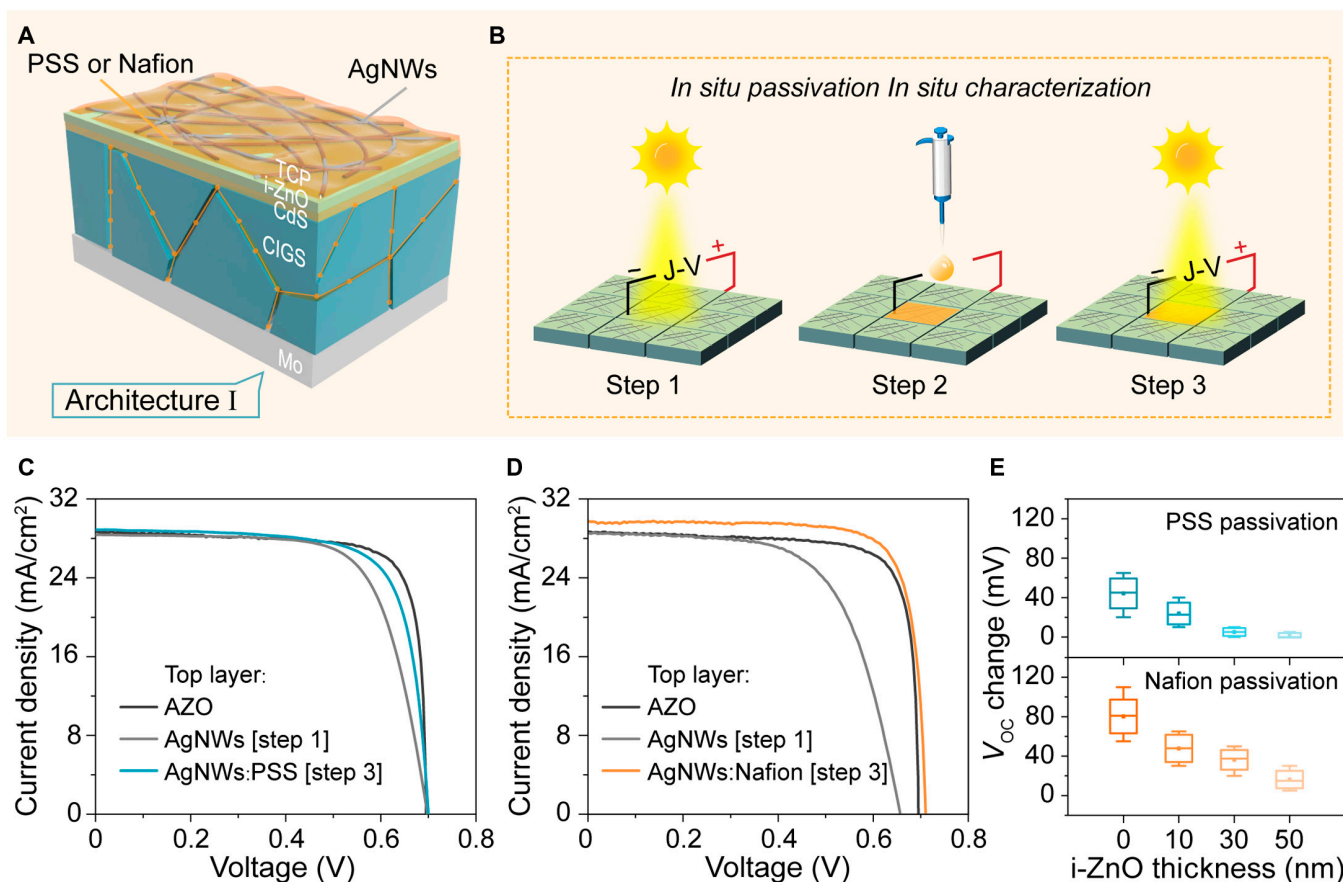 A
PSS or Nafion
AgNWs
TCP
i-ZnO
CdS
CIGS
Mo
Architecture I
B
In situ passivation In situ characterization
− J-V +
Step 1
Step 2
− J-V +
Step 3
C
Current density (mA/cm²)
32
24
16
8
0
Top layer:
AZO
AgNWs [step 1]
AgNWs:PSS [step 3]
0 0.2 0.4 0.6 0.8
Voltage (V)
D
Current density (mA/cm²)
32
24
16
8
0
Top layer:
AZO
AgNWs [step 1]
AgNWs:Nafion [step 3]
0 0.2 0.4 0.6 0.8
Voltage (V)
E
VOC change (mV)
120
80
40
0
PSS passivation
120
80
40
0
Nafion passivation
0 10 30 50
i-ZnO thickness (nm)